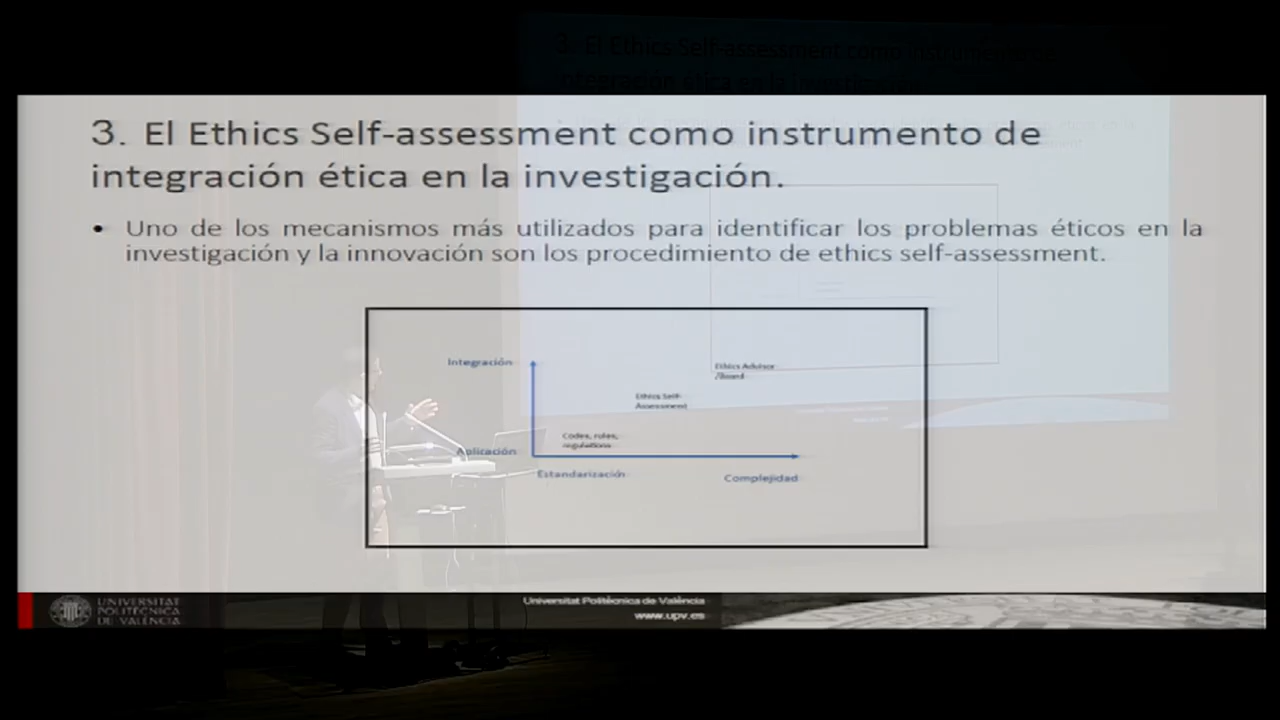 3. El Ethics Self-assessment como instrumento de
integración ética en la investigación.
• Uno de los mecanismos más utilizados para identificar los problemas éticos en la
investigación y la innovación son los procedimiento de ethics self-assessment.
Integración
Ethics Advisor
/Board
Ethics Self-
Assessment
Codes, rules,
regulations
Aplicación
Estandarización
Complejidad
UNIVERSITAT
POLITÈCNICA
DE VALÈNCIA
Universitat Politècnica de València
www.upv.es